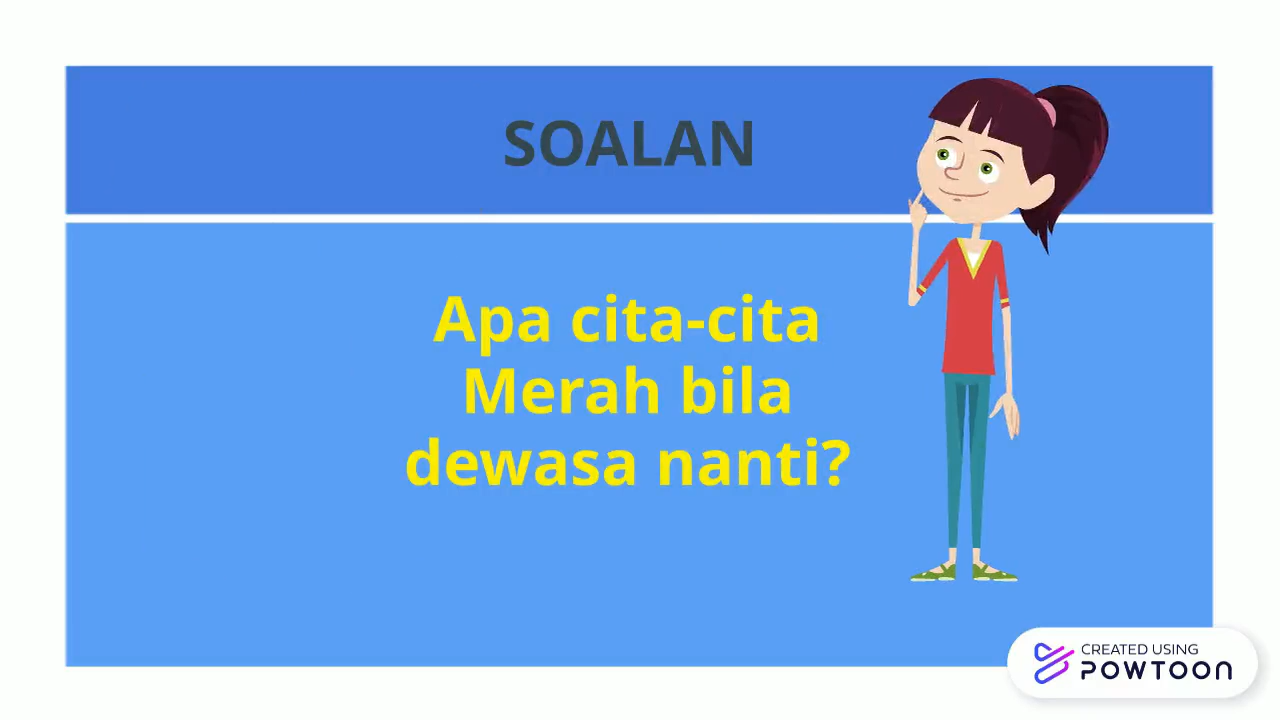 SOALAN
Apa cita-cita
Merah bila
dewasa nanti?
CREATED USING
POWTOON